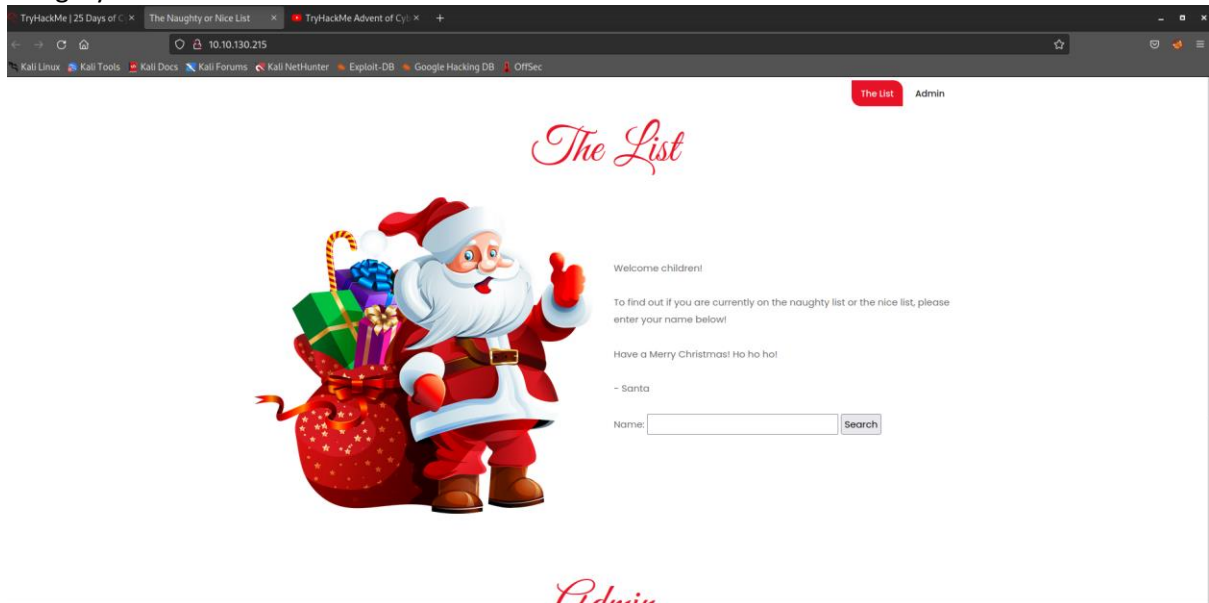 TryHackMe | 25 Days of C
The Naughty or Nice List
TryHackMe Advent of Cyb
10.10.130.215
Kali Linux
Kali Tools
Kali Docs
Kali Forums
Kali NetHunter
Exploit-DB
Google Hacking DB
OffSec
The List
Admin
The List
Welcome children!
To find out if you are currently on the naughty list or the nice list, please
enter your name below!
Have a Merry Christmas! Ho ho ho!
- Santa
Name:
Search
Admin